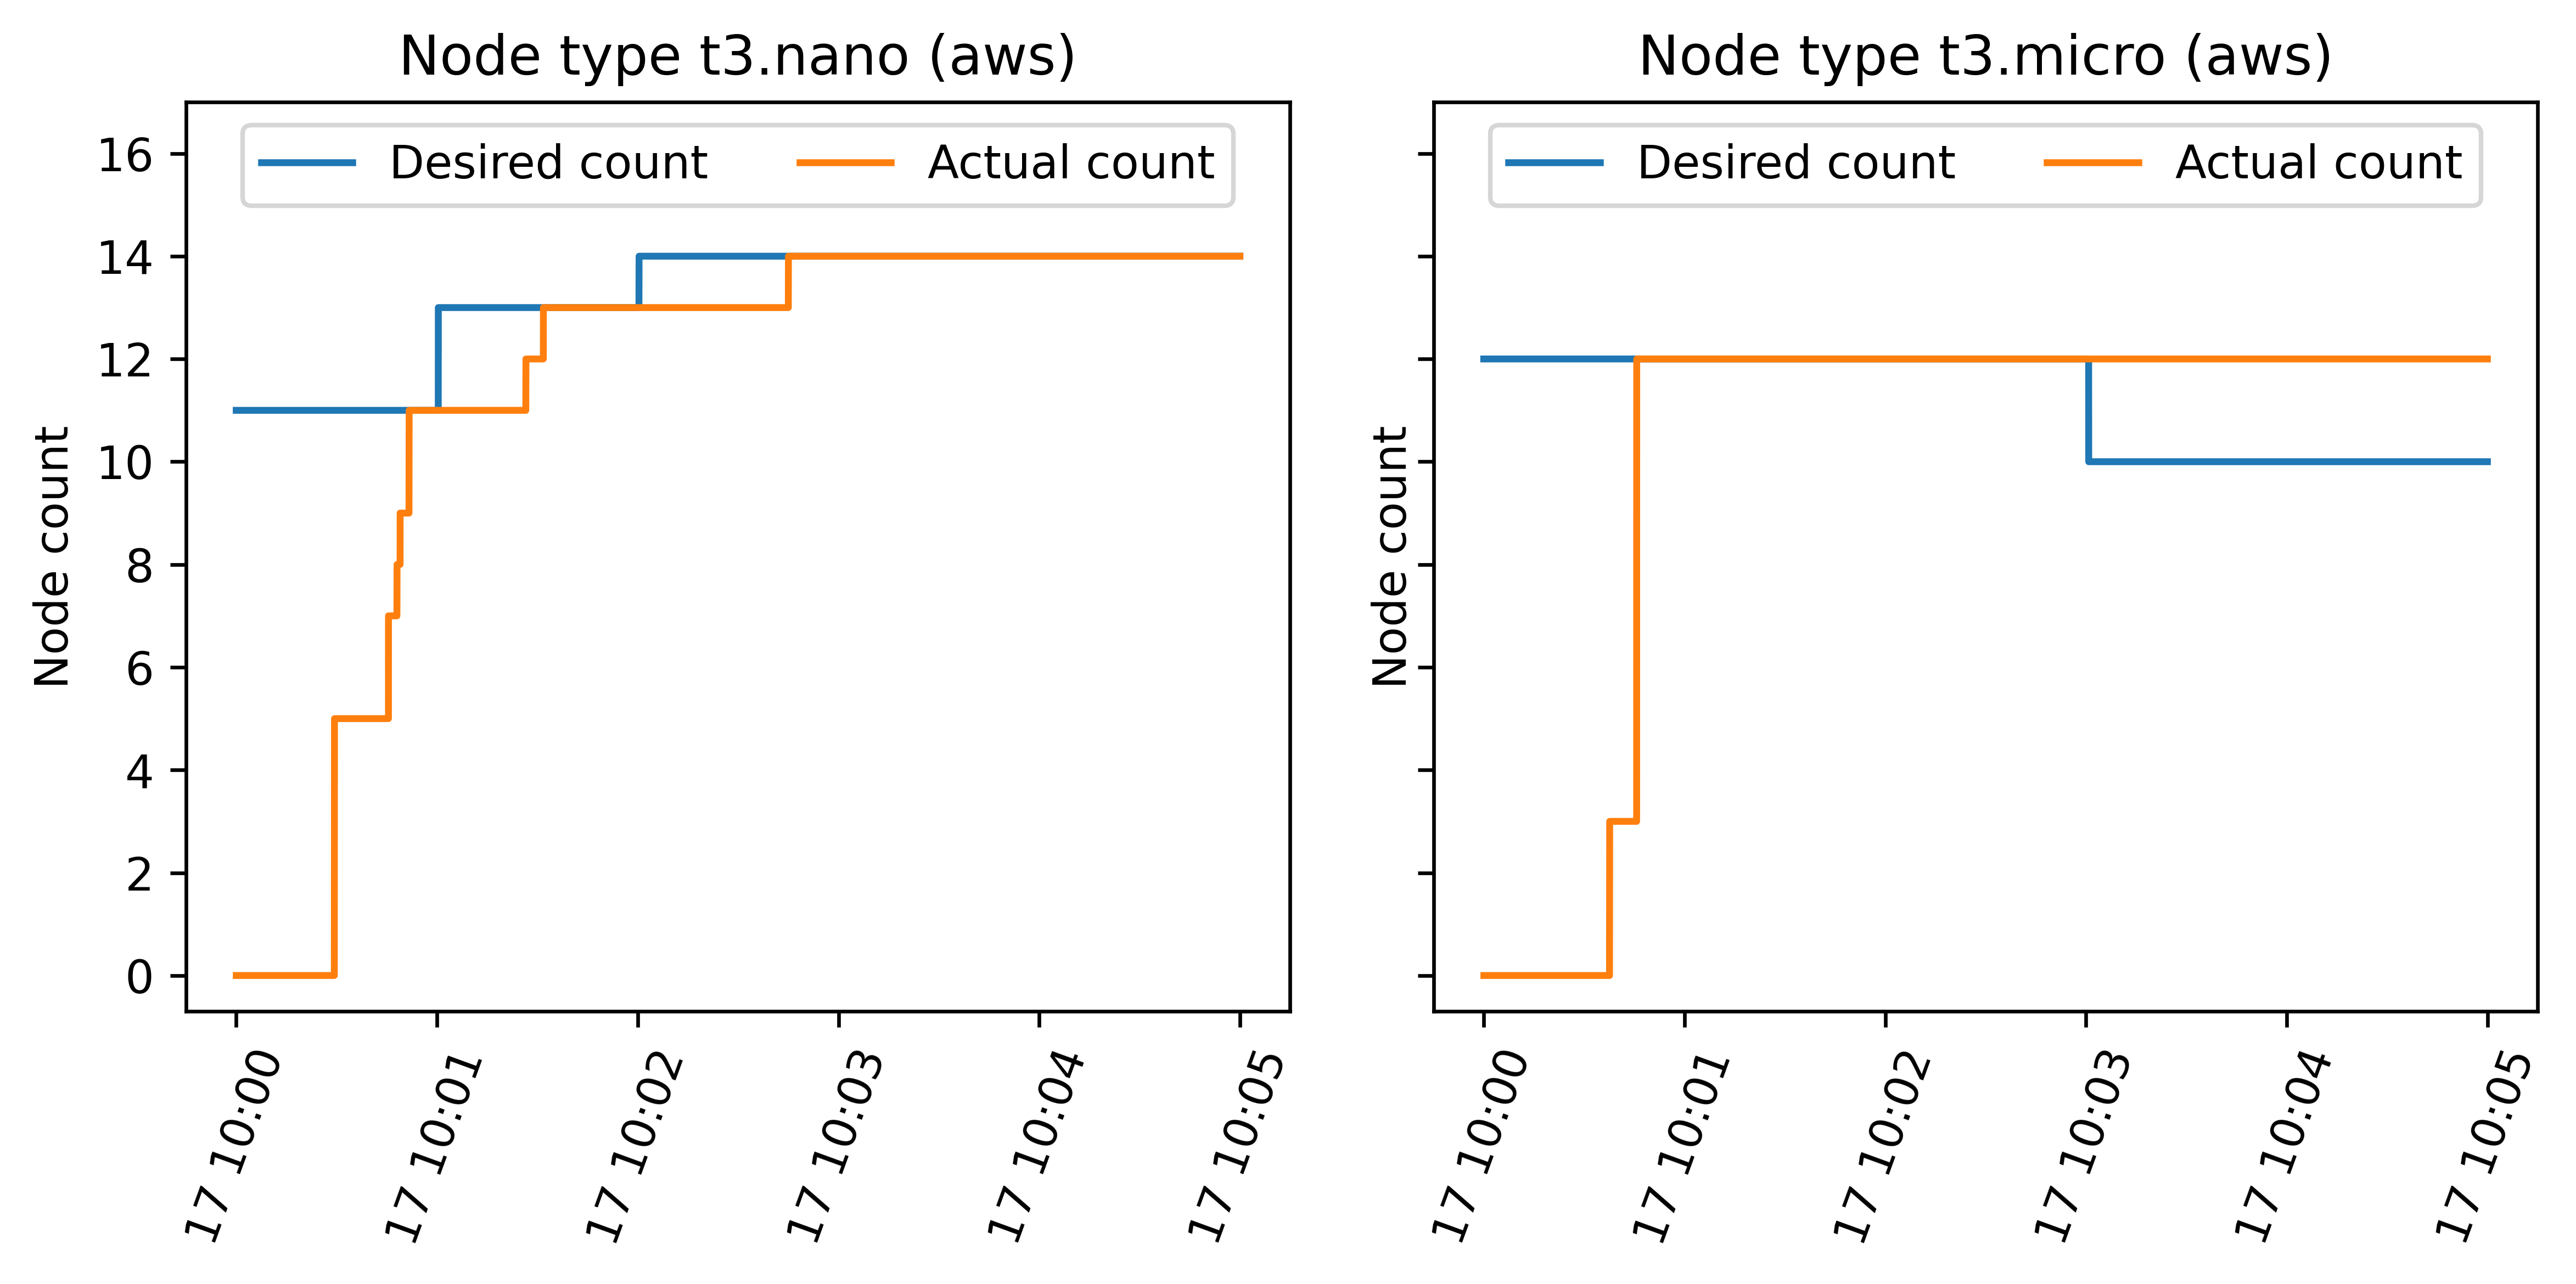 Node type t3.nano (aws)
Desired count
Actual count
Node count
16
14
12
10
8
6
4
2
0
17 10:00
17 10:01
17 10:02
17 10:03
17 10:04
17 10:05
Node type t3.micro (aws)
Desired count
Actual count
Node count
17 10:00
17 10:01
17 10:02
17 10:03
17 10:04
17 10:05